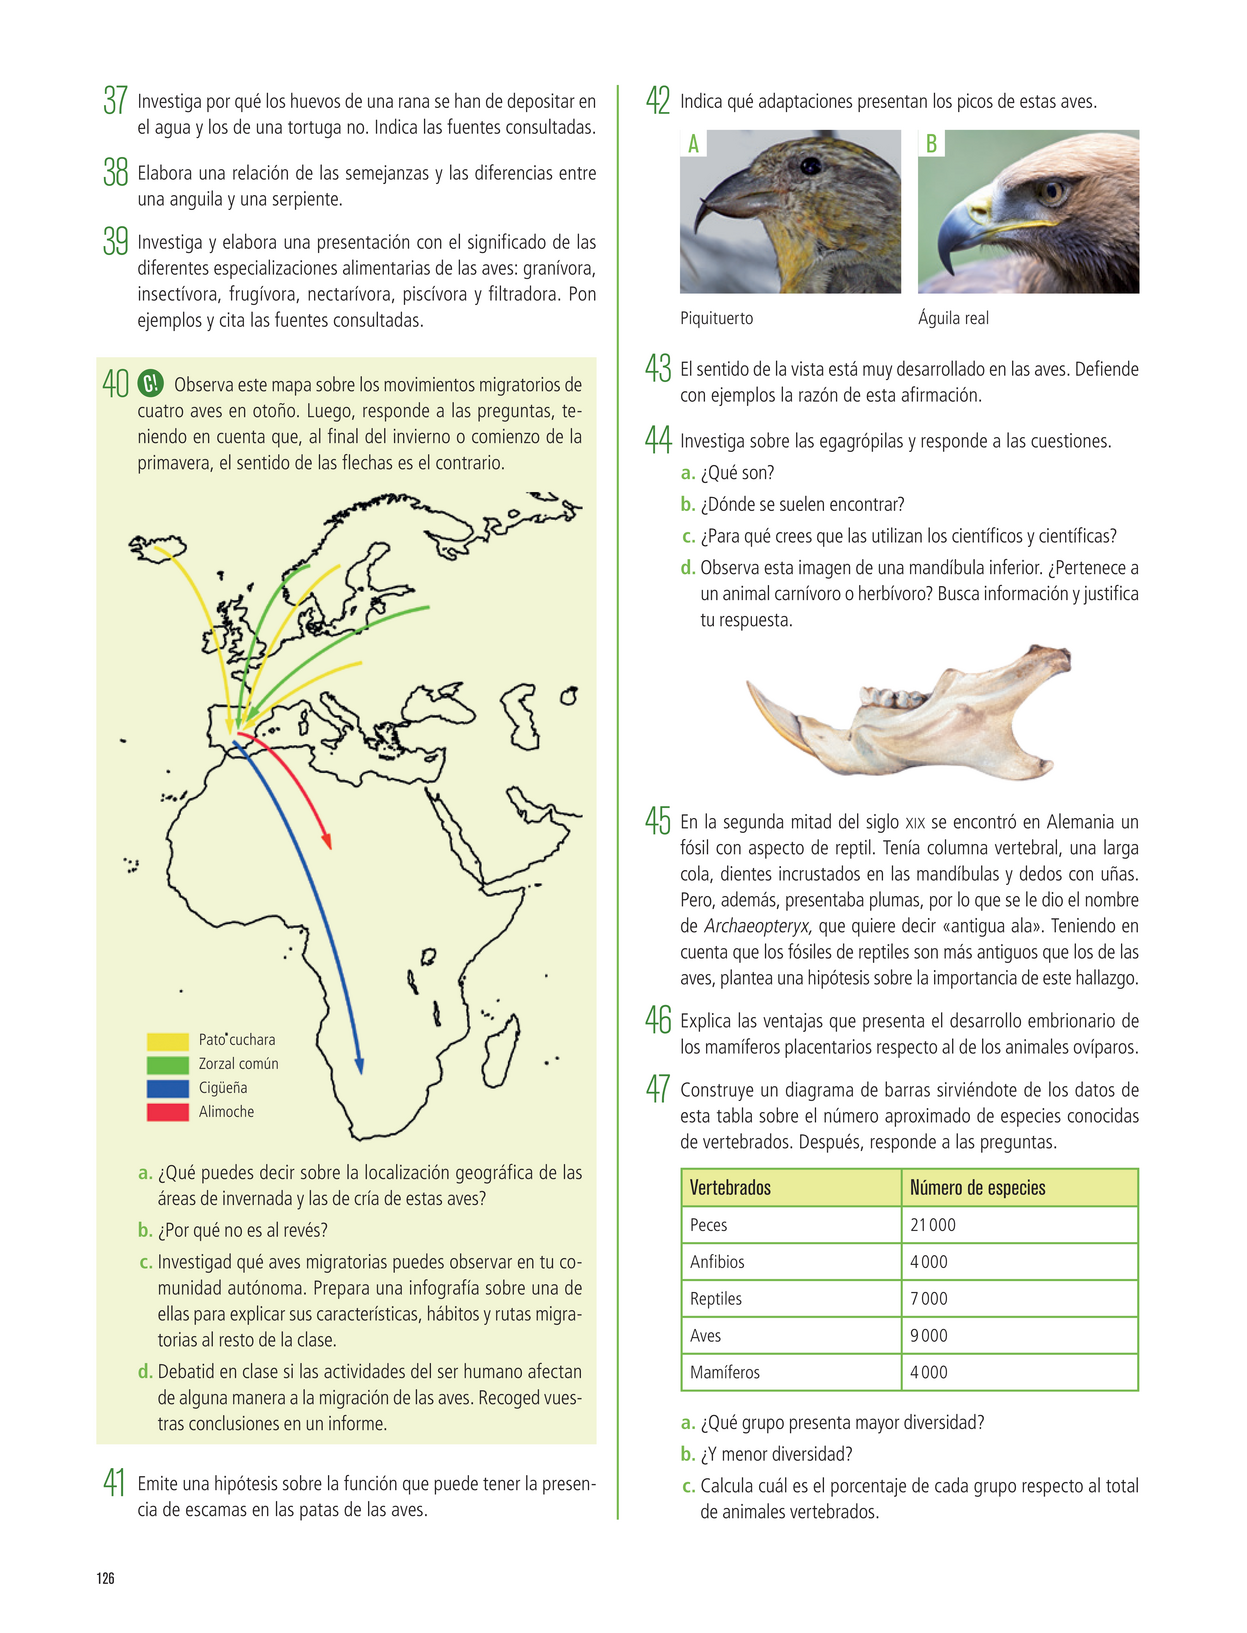 37 Investiga por qué los huevos de una rana se han de depositar en
el agua y los de una tortuga no. Indica las fuentes consultadas.
38 Elabora una relación de las semejanzas y las diferencias entre
una anguila y una serpiente.
39 Investiga y elabora una presentación con el significado de las
diferentes especializaciones alimentarias de las aves: granívora,
insectívora, frugívora, nectarívora, piscívora y filtradora. Pon
ejemplos y cita las fuentes consultadas.
40 C! Observa este mapa sobre los movimientos migratorios de
cuatro aves en otoño. Luego, responde a las preguntas, te-
niendo en cuenta que, al final del invierno o comienzo de la
primavera, el sentido de las flechas es el contrario.
Pato cuchara
Zorzal común
Cigüeña
Alimoche
a. ¿Qué puedes decir sobre la localización geográfica de las
áreas de invernada y las de cría de estas aves?
b. ¿Por qué no es al revés?
c. Investigad qué aves migratorias puedes observar en tu co-
munidad autónoma. Prepara una infografía sobre una de
ellas para explicar sus características, hábitos y rutas migra-
torias al resto de la clase.
d. Debatid en clase si las actividades del ser humano afectan
de alguna manera a la migración de las aves. Recoged vues-
tras conclusiones en un informe.
41 Emite una hipótesis sobre la función que puede tener la presen-
cia de escamas en las patas de las aves.
42 Indica qué adaptaciones presentan los picos de estas aves.
A
B
Piquituerto
Águila real
43 El sentido de la vista está muy desarrollado en las aves. Defiende
con ejemplos la razón de esta afirmación.
44 Investiga sobre las egagrópilas y responde a las cuestiones.
a. ¿Qué son?
b. ¿Dónde se suelen encontrar?
c. ¿Para qué crees que las utilizan los científicos y científicas?
d. Observa esta imagen de una mandíbula inferior. ¿Pertenece a
un animal carnívoro o herbívoro? Busca información y justifica
tu respuesta.
45 En la segunda mitad del siglo XIX se encontró en Alemania un
fósil con aspecto de reptil. Tenía columna vertebral, una larga
cola, dientes incrustados en las mandíbulas y dedos con uñas.
Pero, además, presentaba plumas, por lo que se le dio el nombre
de Archaeopteryx, que quiere decir «antigua ala». Teniendo en
cuenta que los fósiles de reptiles son más antiguos que los de las
aves, plantea una hipótesis sobre la importancia de este hallazgo.
46 Explica las ventajas que presenta el desarrollo embrionario de
los mamíferos placentarios respecto al de los animales ovíparos.
47 Construye un diagrama de barras sirviéndote de los datos de
esta tabla sobre el número aproximado de especies conocidas
de vertebrados. Después, responde a las preguntas.
Vertebrados Número de especies
Peces 21 000
Anfibios 4 000
Reptiles 7 000
Aves 9 000
Mamíferos 4 000
a. ¿Qué grupo presenta mayor diversidad?
b. ¿Y menor diversidad?
c. Calcula cuál es el porcentaje de cada grupo respecto al total
de animales vertebrados.
126